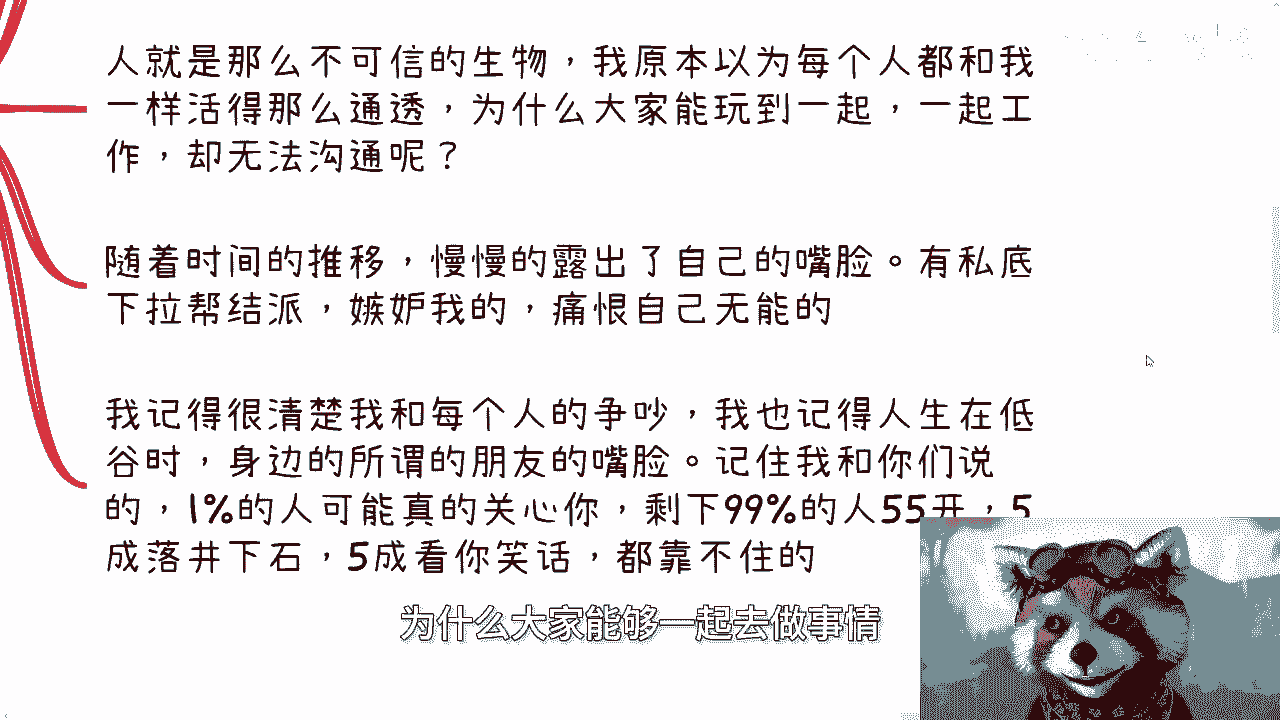 人就是那么不可信的生物，我原本以为每个人都和我
一样活得那么通透，为什么大家能玩到一起，一起工
作，却无法沟通呢？
随着时间的推移，慢慢的露出了自己的嘴脸。有私底
下拉帮结派，嫉妒我的，痛恨自己无能的
我记得很清楚我和每个人的争吵，我也记得人生在低
谷时，身边的所谓的朋友的嘴脸。记住我和你们说
的，1%的人可能真的关心你，剩下99%的人55开，5
成落井下石，5成看你笑话，都靠不住的
为什么大家能够一起去做事情